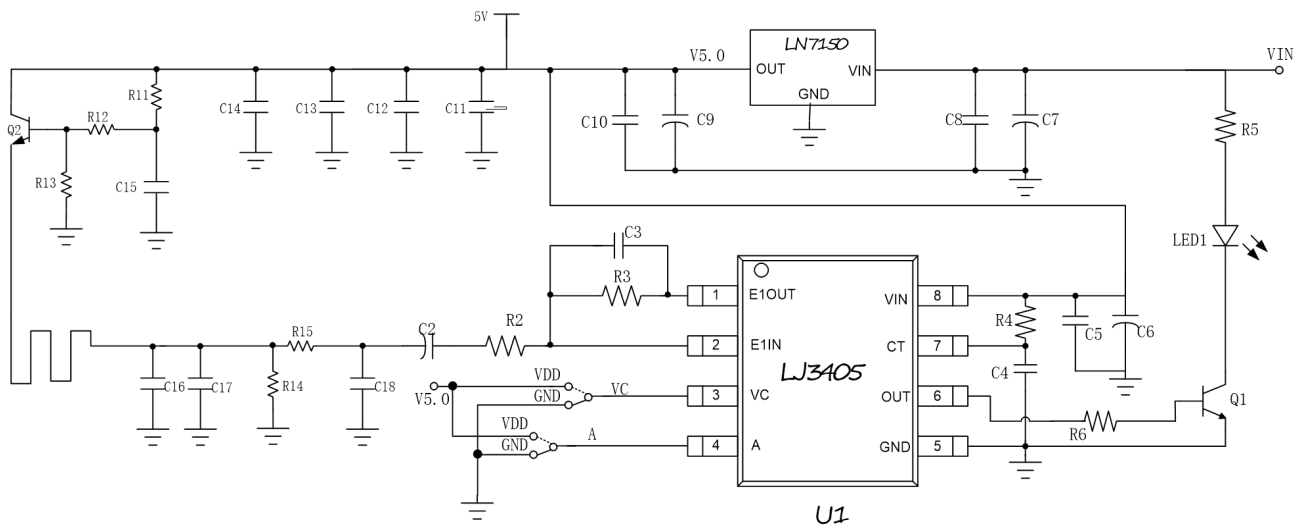 5V
LN7150
V5.0
OUT
VIN
GND
VIN
R11
R12
Q2
R13
C15
C14
C13
C12
C11
C10
C9
C8
C7
R5
LED1
C3
R3
1
E1OUT
VIN
8
R4
C5
C6
C2
R2
R15
2
E1IN
CT
7
C4
C16
C17
R14
C18
LJ3405
VDD
GND
VC
V5.0
3
VC
OUT
6
Q1
R6
VDD
GND
A
4
A
GND
5
U1